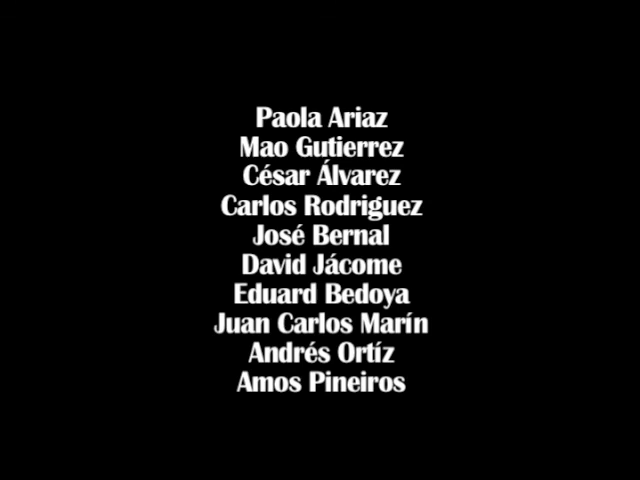 Paola Ariaz
Mao Gutierrez
César Álvarez
Carlos Rodriguez
José Bernal
David Jácome
Eduard Bedoya
Juan Carlos Marín
Andrés Ortíz
Amos Pineiros